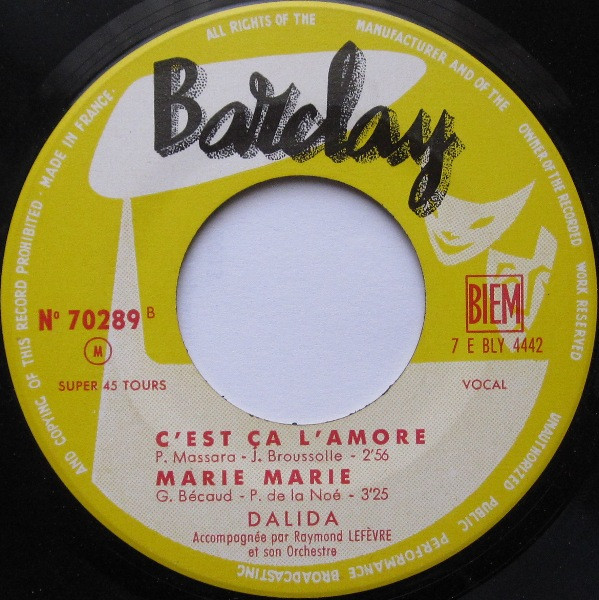 ALL RIGHTS OF THE MANUFACTURER AND OF THE OWNER OF THE RECORDED WORK RESERVED
UNAUTHORIZED PUBLIC PERFORMANCE BROADCASTING AND COPYING OF THIS RECORD PROHIBITED · MADE IN FRANCE ·
Barclay
Nº 70289 B
M
BIEM
7 E BLY 4442
SUPER 45 TOURS
VOCAL
C'EST ÇA L'AMORE
P. Massara - J. Broussolle - 2'56
MARIE MARIE
G. Bécaud - P. de la Noé - 3'25
DALIDA
Accompagnée par Raymond LEFÈVRE
et son Orchestre